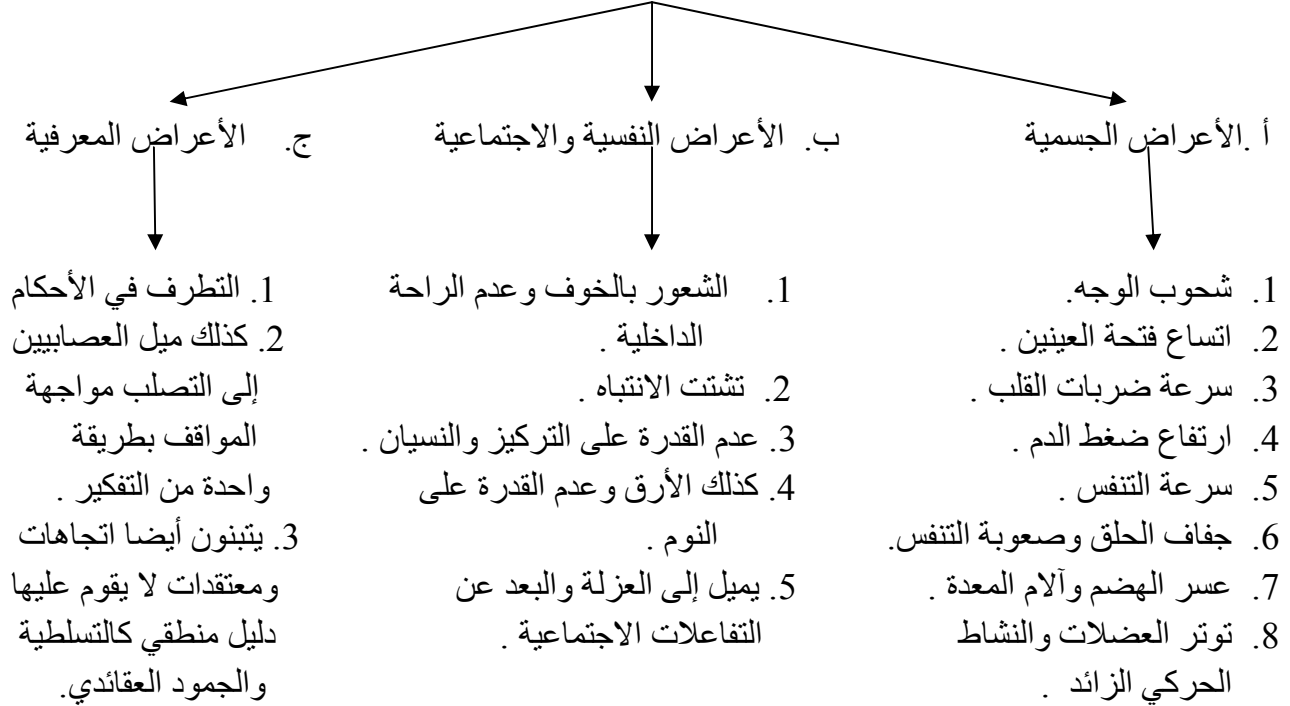 أ .الأعراض الجسمية
ب. الأعراض النفسية والاجتماعية
ج. الأعراض المعرفية
1. شحوب الوجه.
2. اتساع فتحة العينين .
3. سرعة ضربات القلب .
4. ارتفاع ضغط الدم .
5. سرعة التنفس .
6. جفاف الحلق وصعوبة التنفس.
7. عسر الهضم وآلام المعدة .
8. توتر العضلات والنشاط
الحركي الزائد .
1. الشعور بالخوف وعدم الراحة
الداخلية .
2. تشتت الانتباه .
3. عدم القدرة على التركيز والنسيان .
4. كذلك الأرق وعدم القدرة على
النوم .
5. يميل إلى العزلة والبعد عن
التفاعلات الاجتماعية .
1. التطرف في الأحكام
2. كذلك ميل العصابيين
إلى التصلب مواجهة
المواقف بطريقة
واحدة من التفكير .
3. يتبنون أيضا اتجاهات
ومعتقدات لا يقوم عليها
دليل منطقي كالتسلطية
والجمود العقائدي.